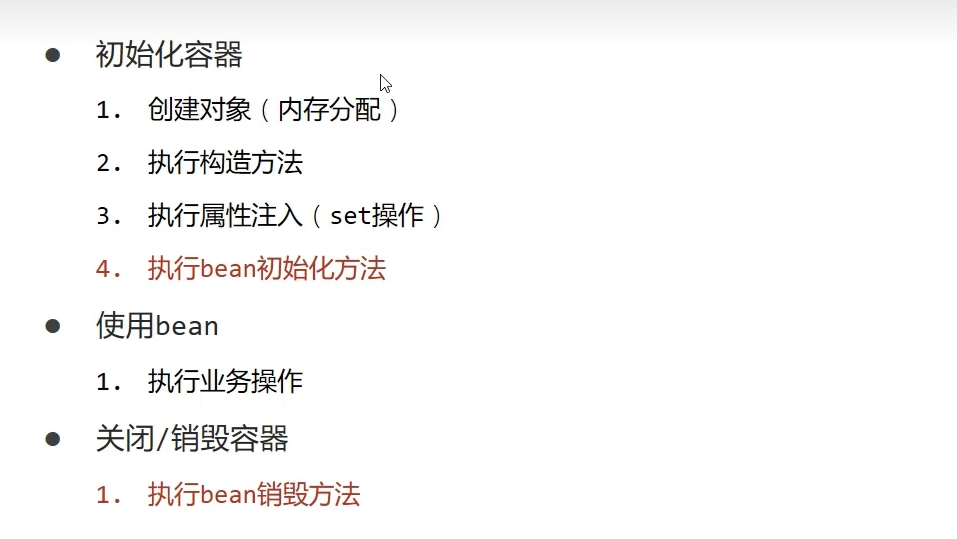 ● 初始化容器
1. 创建对象（内存分配）
2. 执行构造方法
3. 执行属性注入（set操作）
4. 执行bean初始化方法
● 使用bean
1. 执行业务操作
● 关闭/销毁容器
1. 执行bean销毁方法